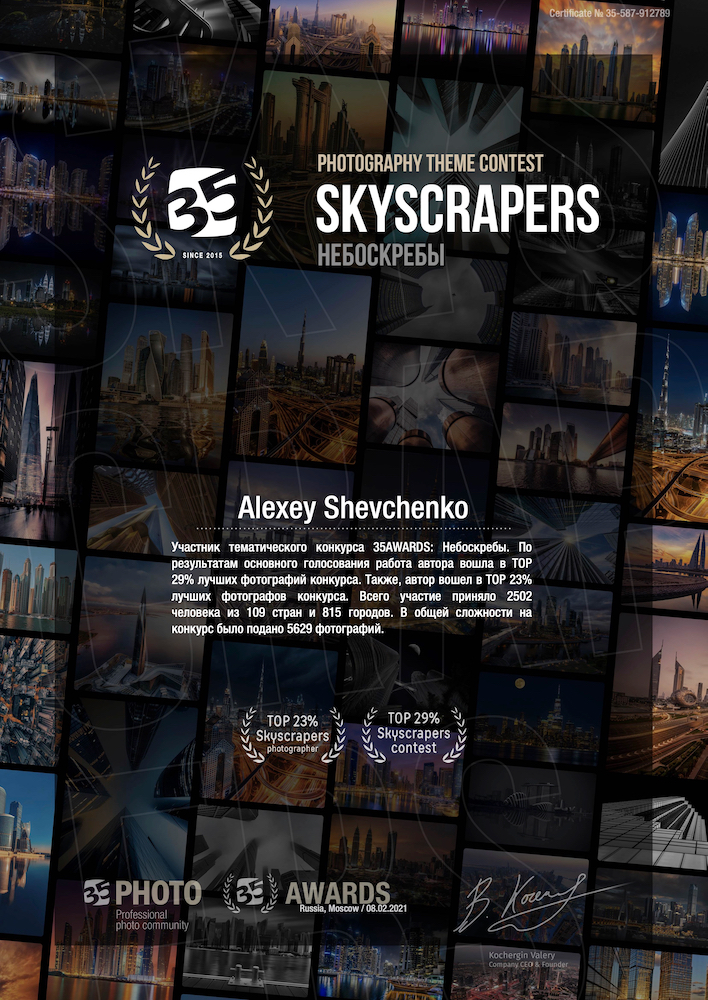 Certificate № 35-587-912789
PHOTOGRAPHY THEME CONTEST
35
SKYSCRAPERS
SINCE 2015
НЕБОСКРЕБЫ
Alexey Shevchenko
Участник тематического конкурса 35AWARDS: Небоскребы. По
результатам основного голосования работа автора вошла в TOP
29% лучших фотографий конкурса. Также, автор вошел в TOP 23%
лучших фотографов конкурса. Всего участие приняло 2502
человека из 109 стран и 815 городов. В общей сложности на
конкурс было подано 5629 фотографий.
TOP 23%
Skyscrapers
photographer
TOP 29%
Skyscrapers
contest
35 PHOTO
Professional
photo community
35 AWARDS
Russia, Moscow / 08.02.2021
Kochergin Valery
Company CEO & Founder